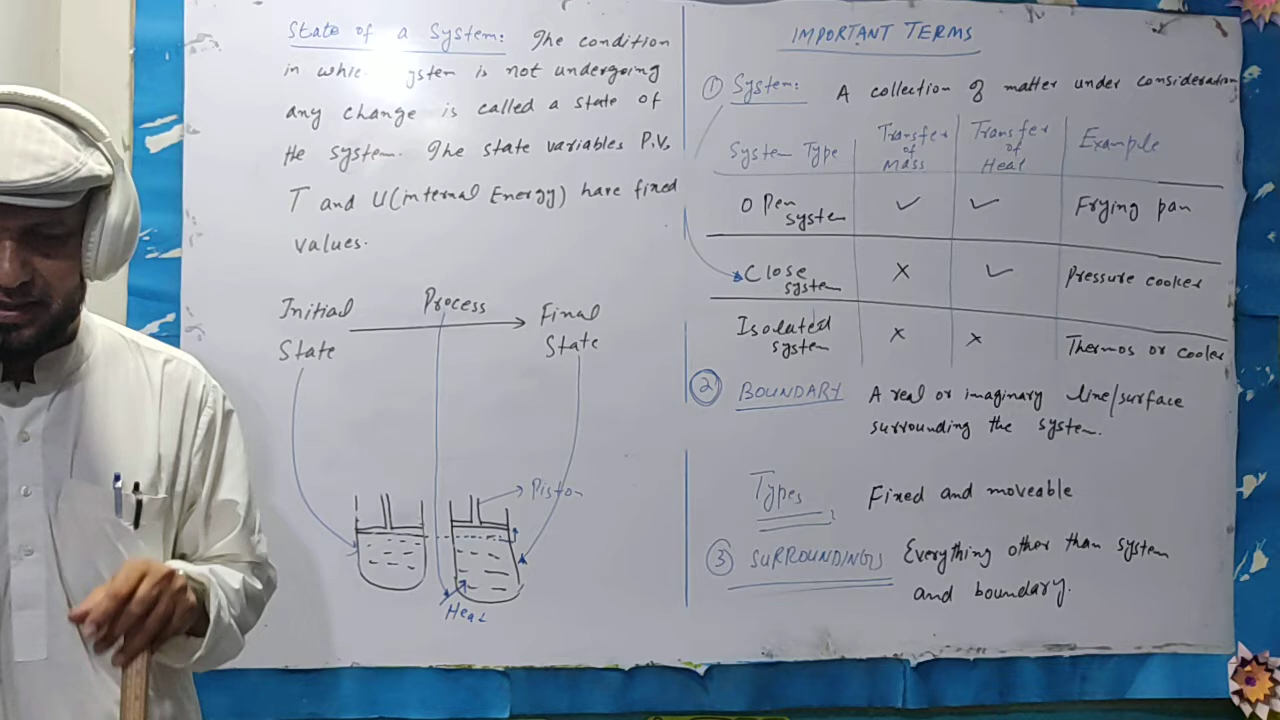 State of a System: The condition
in whic ystem is not undergoing
any change is called a state of
the system. The state variables P.V,
T and U(internal Energy) have fixed
values.
Initial State
Process
Final State
Piston
Heat
IMPORTANT TERMS
① System: A collection of matter under consideration
System Type Transfer of Mass Transfer of Heat Example
Open system ✓ ✓ Frying pan
Close system × ✓ Pressure cooker
Isolated system × × Thermos or cooler
② BOUNDARY A real or imaginary line/surface
surrounding the system.
Types Fixed and moveable
③ SURROUNDINGS Everything other than system
and boundary.